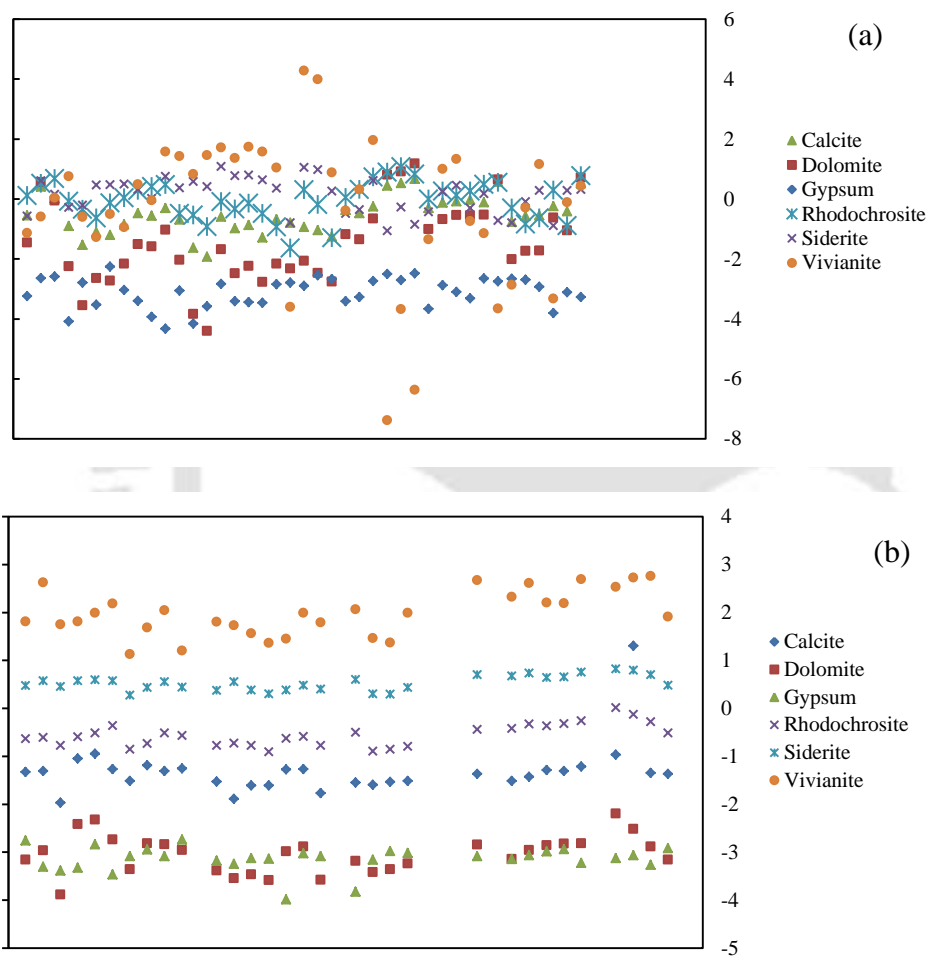 6
(a)
4
2
Calcite
Dolomite
Gypsum
Rhodochrosite
Siderite
Vivianite
0
-2
-4
-6
-8
4
(b)
3
2
1
Calcite
Dolomite
Gypsum
Rhodochrosite
Siderite
Vivianite
0
-1
-2
-3
-4
-5